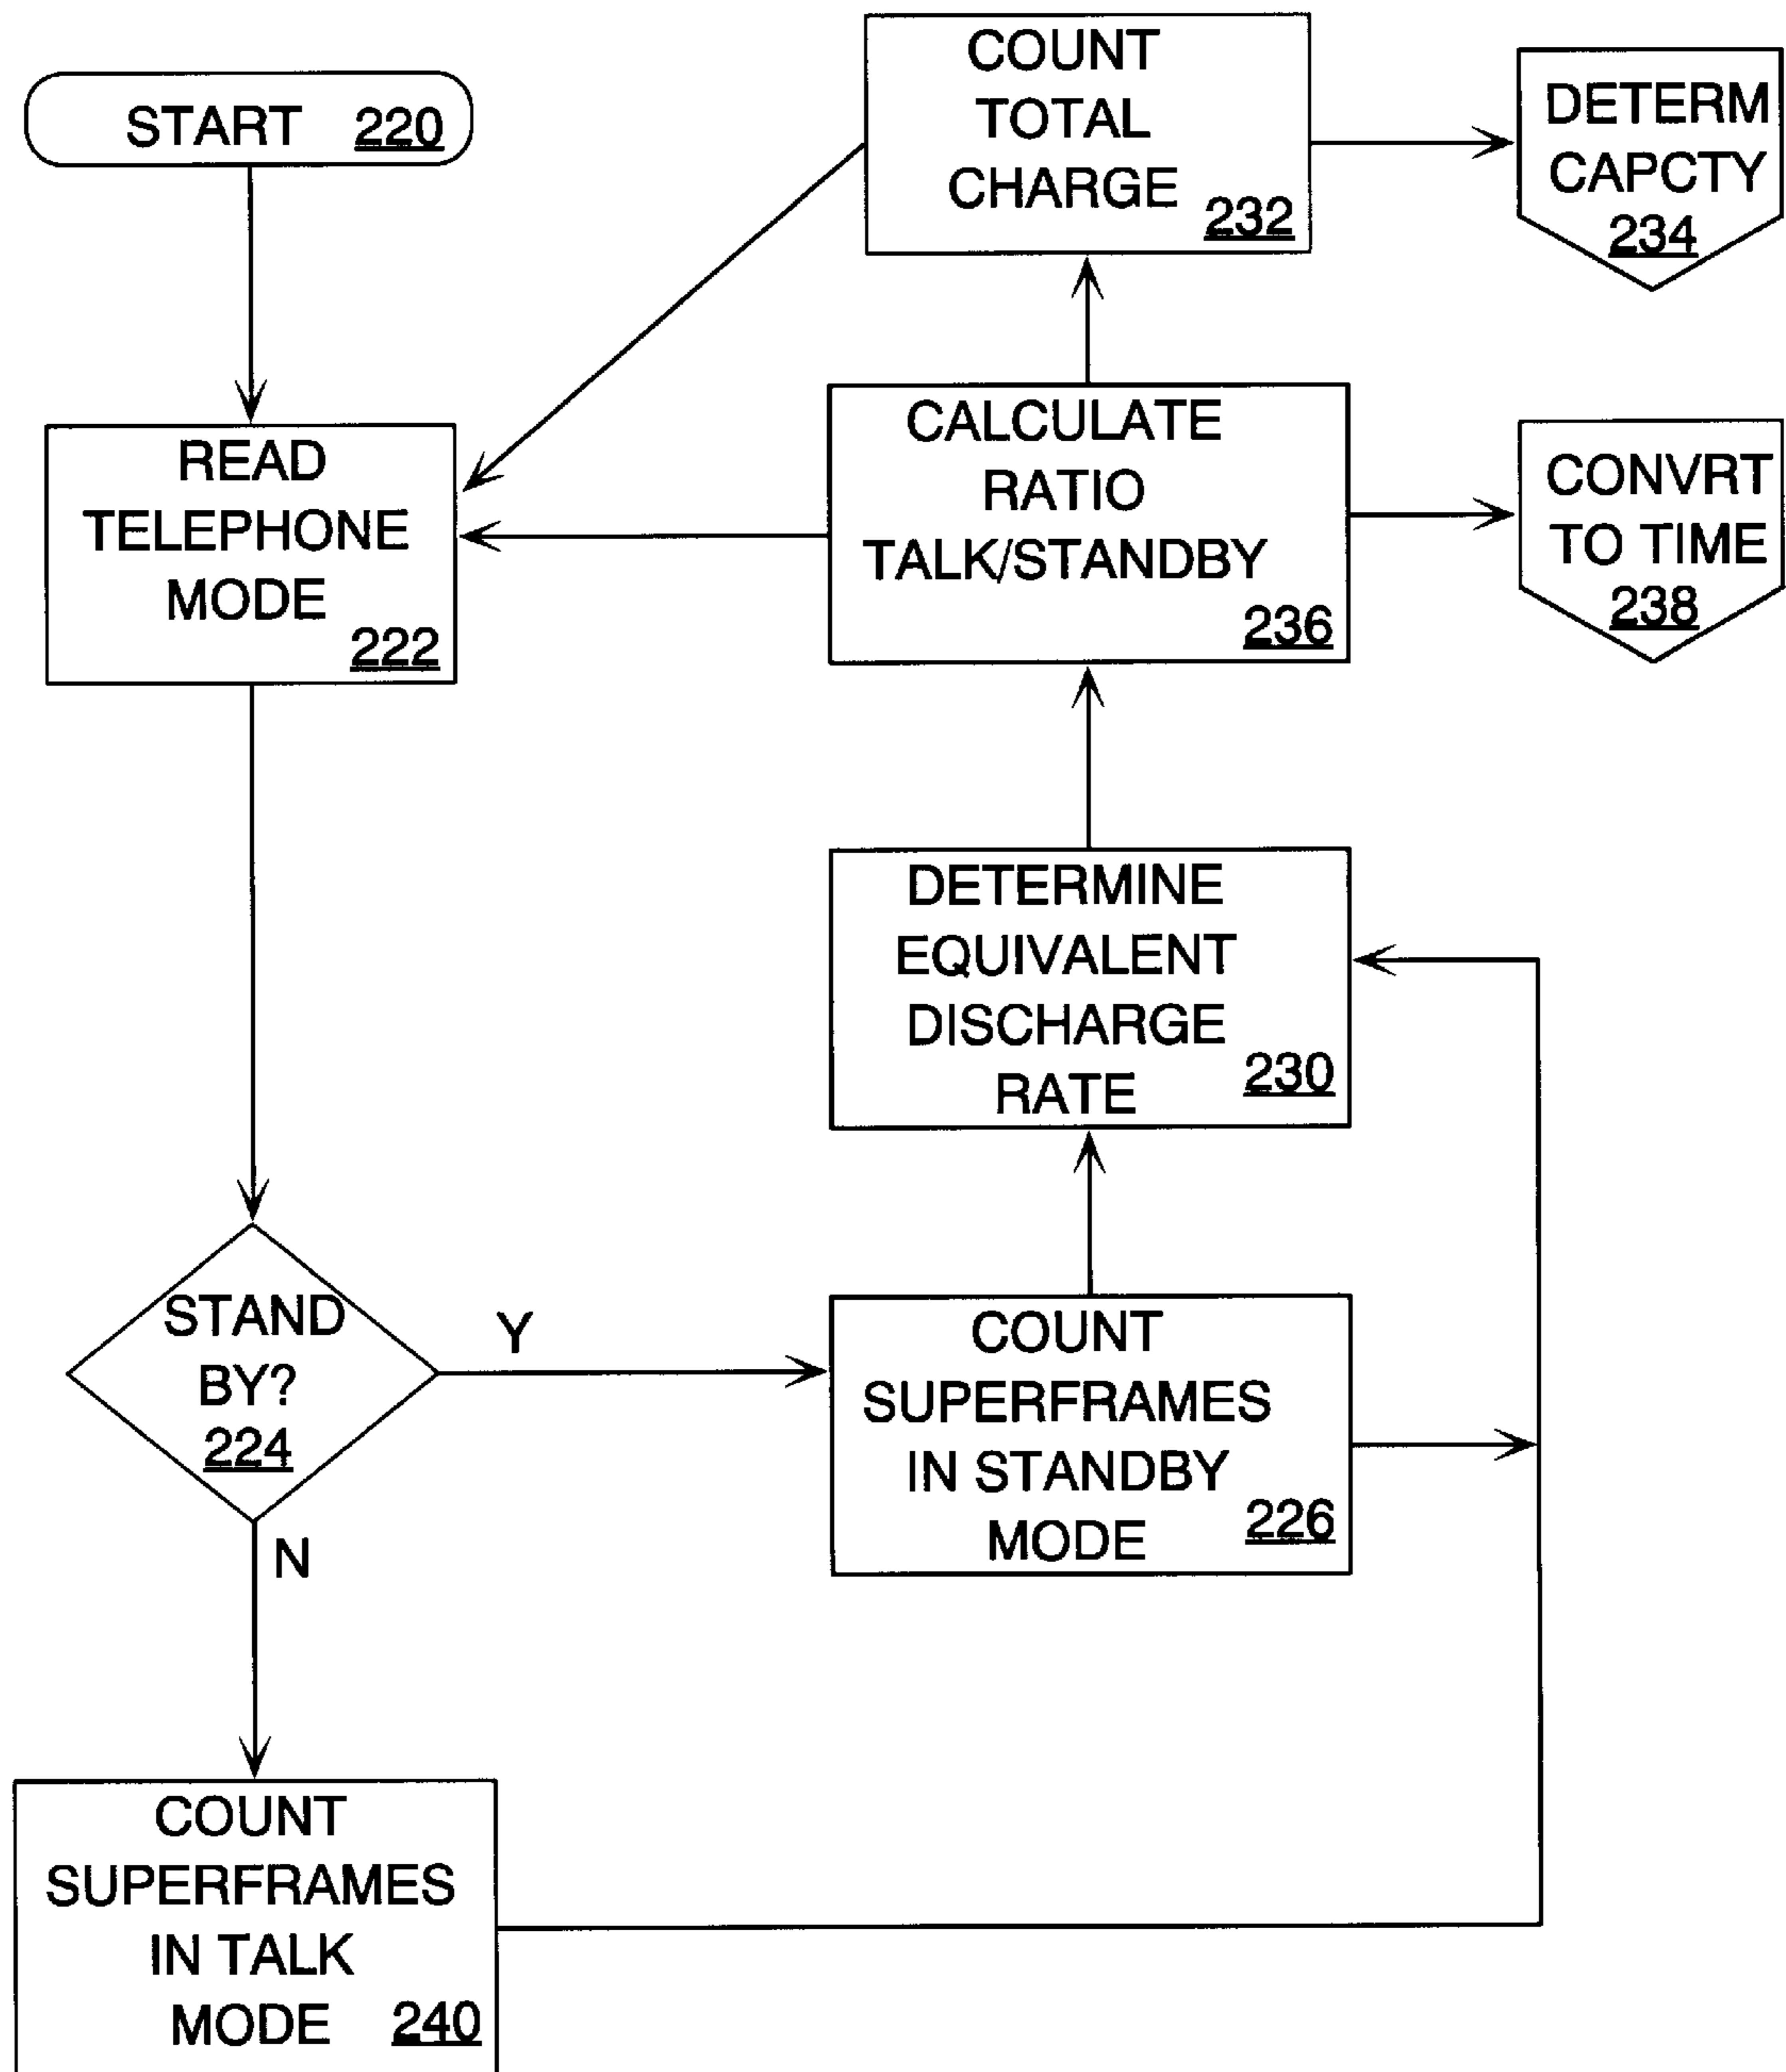 START 220
COUNT
TOTAL
CHARGE
232
DETERM
CAPCTY
234
READ
TELEPHONE
MODE
222
CALCULATE
RATIO
TALK/STANDBY
236
CONVRT
TO TIME
238
DETERMINE
EQUIVALENT
DISCHARGE
RATE
230
STAND
BY?
224
Y
N
COUNT
SUPERFRAMES
IN STANDBY
MODE
226
COUNT
SUPERFRAMES
IN TALK
MODE 240